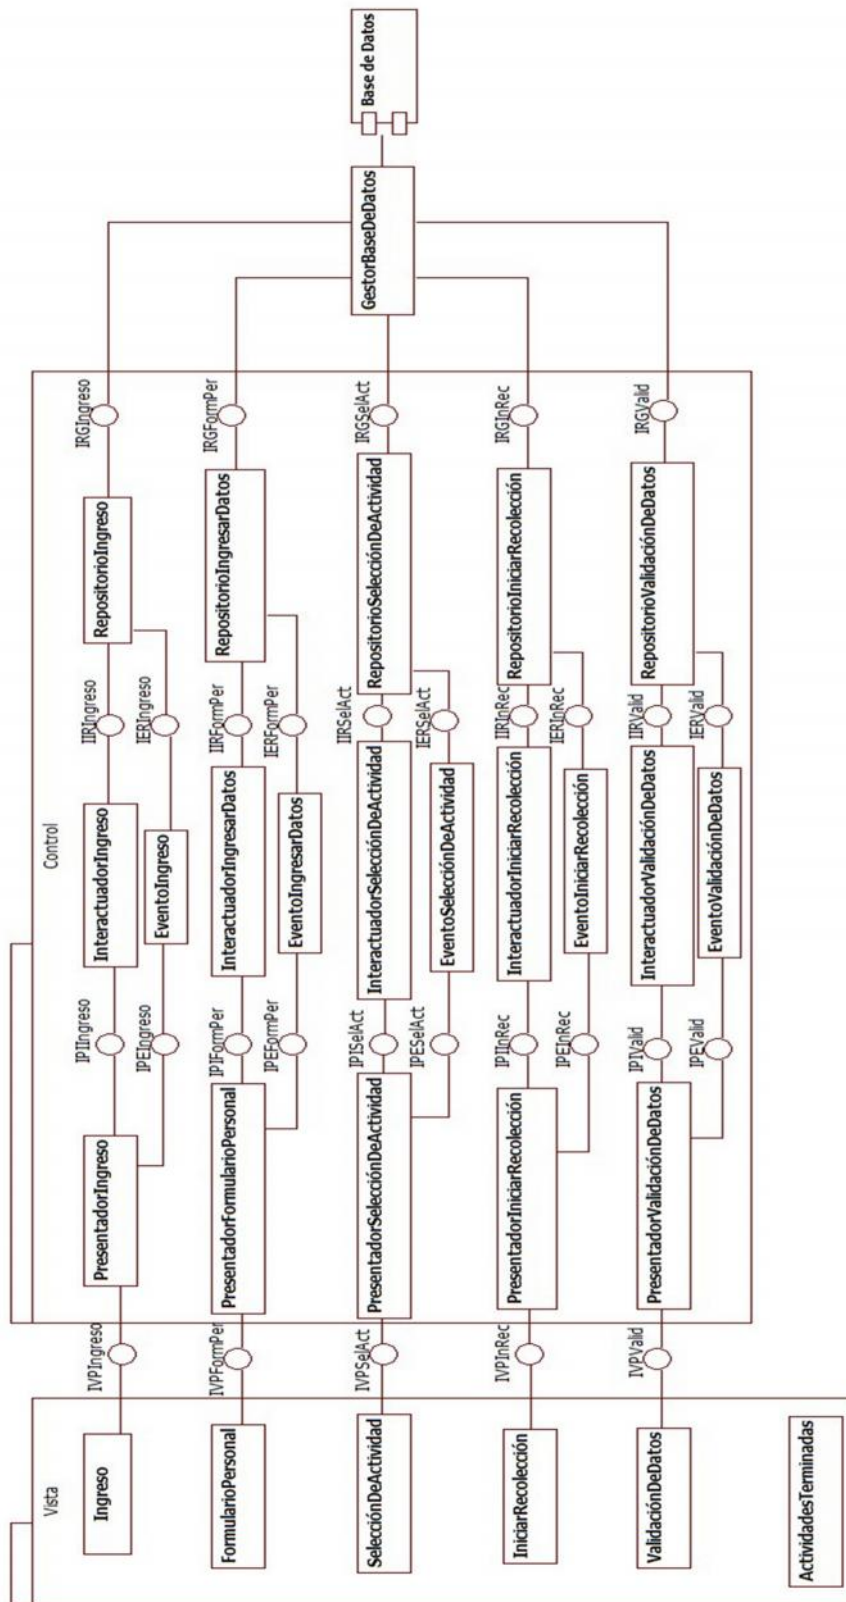 Vista
Ingreso
FormularioPersonal
SelecciónDeActividad
IniciarRecolección
ValidaciónDeDatos
ActividadesTerminadas
IVPIngreso
IVPFormPer
IVPSelAct
IVPInRec
IVPValid
Control
PresentadorIngreso
IPIIngreso
IPEIngreso
InteractuadorIngreso
EventoIngreso
IIRIngreso
IERIngreso
RepositorioIngreso
IRGIngreso
PresentadorFormularioPersonal
IPIFormPer
IPEFormPer
InteractuadorIngresarDatos
EventoIngresarDatos
IIRFormPer
IERFormPer
RepositorioIngresarDatos
IRGFormPer
PresentadorSelecciónDeActividad
IPISelAct
IPESelAct
InteractuadorSelecciónDeActividad
EventoSelecciónDeActividad
IIRSelAct
IERSelAct
RepositorioSelecciónDeActividad
IRGSelAct
PresentadorIniciarRecolección
IPIInRec
IPEInRec
InteractuadorIniciarRecolección
EventoIniciarRecolección
IIRInRec
IERInRec
RepositorioIniciarRecolección
IRGInRec
PresentadorValidaciónDeDatos
IPIValid
IPEValid
InteractuadorValidaciónDeDatos
EventoValidaciónDeDatos
IIRValid
IERValid
RepositorioValidaciónDeDatos
IRGValid
GestorBaseDeDatos
Base de Datos